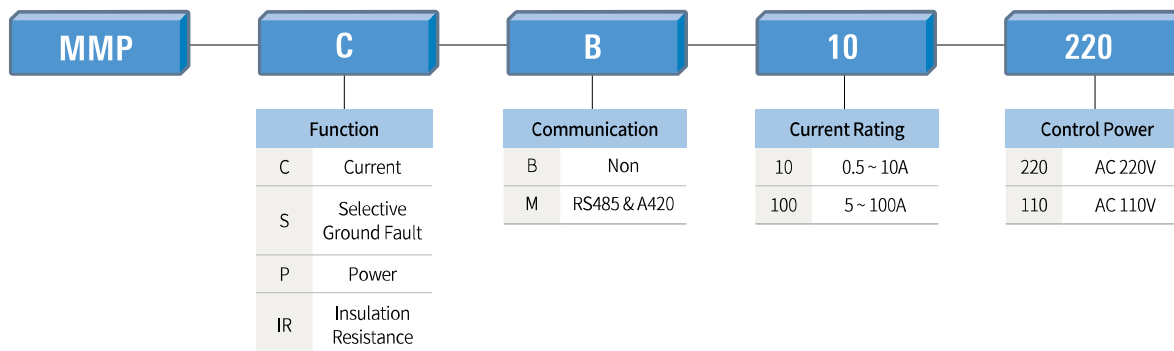 MMP C B 10 220
Function
C Current
S Selective
Ground Fault
P Power
IR Insulation
Resistance
Communication
B Non
M RS485 & A420
Current Rating
10 0.5 ~ 10A
100 5 ~ 100A
Control Power
220 AC 220V
110 AC 110V